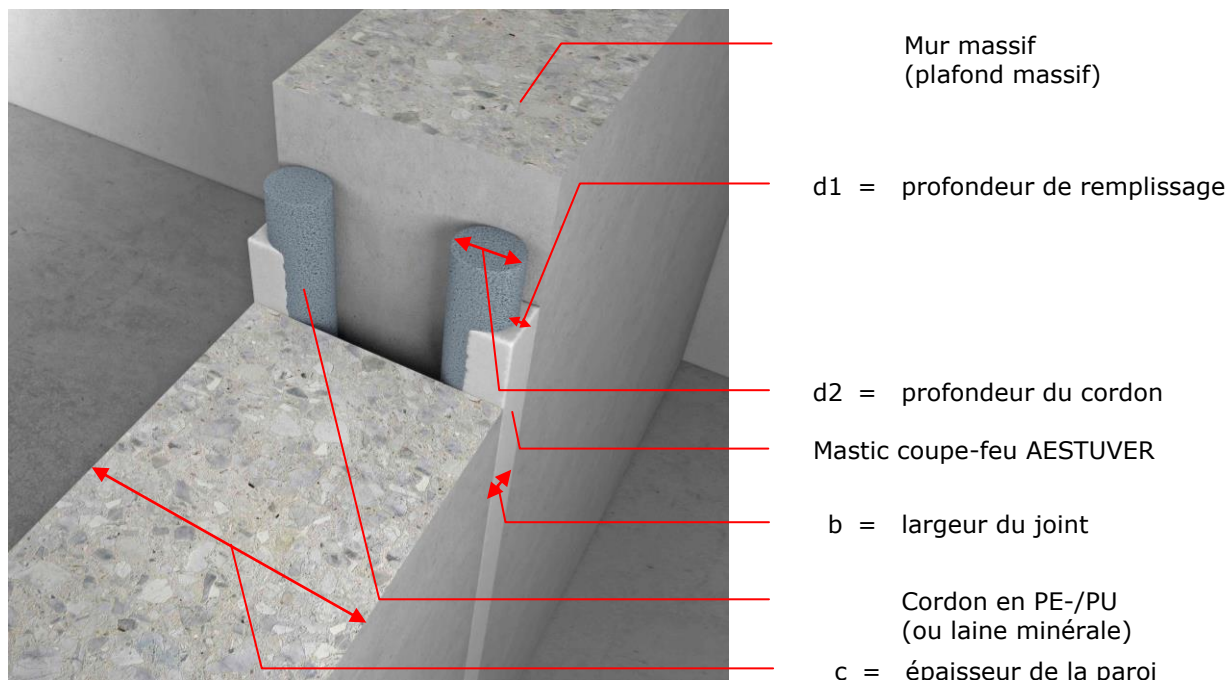 Mur massif
(plafond massif)
d1 = profondeur de remplissage
d2 = profondeur du cordon
Mastic coupe-feu AESTUVER
b = largeur du joint
Cordon en PE-/PU
(ou laine minérale)
c = épaisseur de la paroi